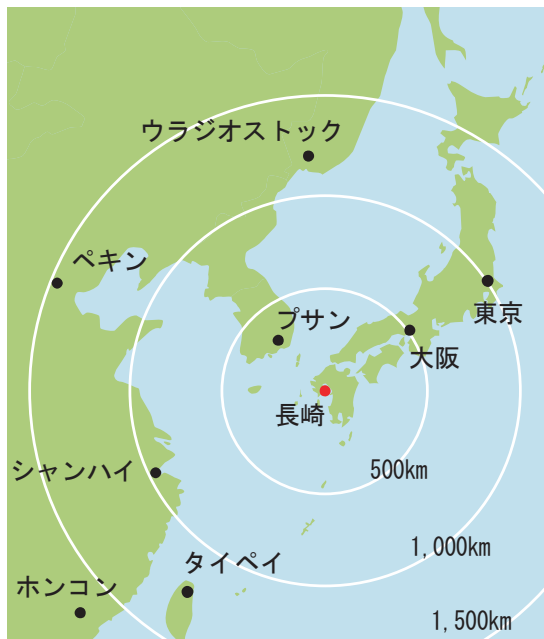 ウラジオストック
ペキン
プサン
東京
大阪
長崎
シャンハイ
500km
1,000km
タイペイ
ホンコン
1,500km